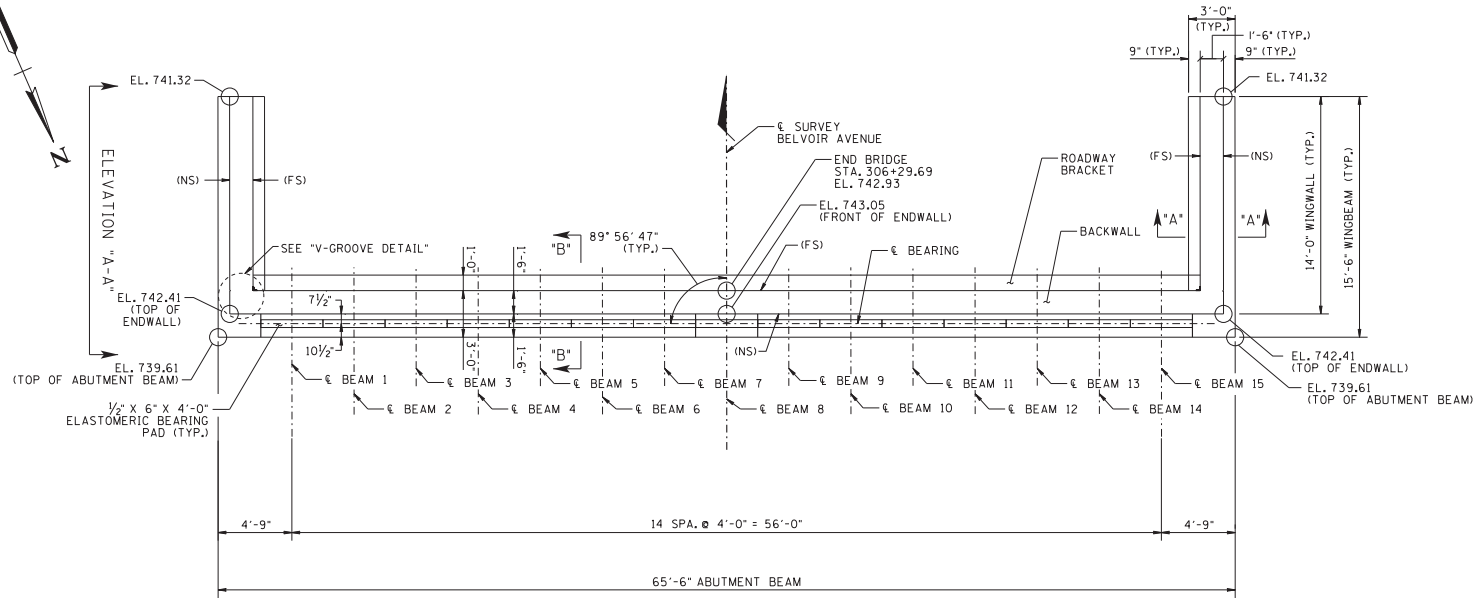 3'-0"
(TYP.)
1'-6" (TYP.)
9" (TYP.)
9" (TYP.)
EL. 741.32
EL. 741.32
N
ELEVATION "A-A"
(NS)
(FS)
℄ SURVEY
BELVOIR AVENUE
END BRIDGE
STA. 306+29.69
EL. 742.93
EL. 743.05
(FRONT OF ENDWALL)
ROADWAY
BRACKET
(FS)
(NS)
14'-0" WINGWALL (TYP.)
15'-6" WINGBEAM (TYP.)
"A"
"A"
SEE "V-GROOVE DETAIL"
1'-0"
1'-6"
"B"
89° 56' 47"
(TYP.)
(FS)
℄ BEARING
BACKWALL
EL. 742.41
(TOP OF
ENDWALL)
7½"
10½"
3'-0"
1'-6"
"B"
(NS)
EL. 739.61
(TOP OF ABUTMENT BEAM)
EL. 742.41
(TOP OF ENDWALL)
EL. 739.61
(TOP OF ABUTMENT BEAM)
½" X 6" X 4'-0"
ELASTOMERIC BEARING
PAD (TYP.)
℄ BEAM 1
℄ BEAM 3
℄ BEAM 5
℄ BEAM 7
℄ BEAM 9
℄ BEAM 11
℄ BEAM 13
℄ BEAM 15
℄ BEAM 2
℄ BEAM 4
℄ BEAM 6
℄ BEAM 8
℄ BEAM 10
℄ BEAM 12
℄ BEAM 14
4'-9"
14 SPA. @ 4'-0" = 56'-0"
4'-9"
65'-6" ABUTMENT BEAM